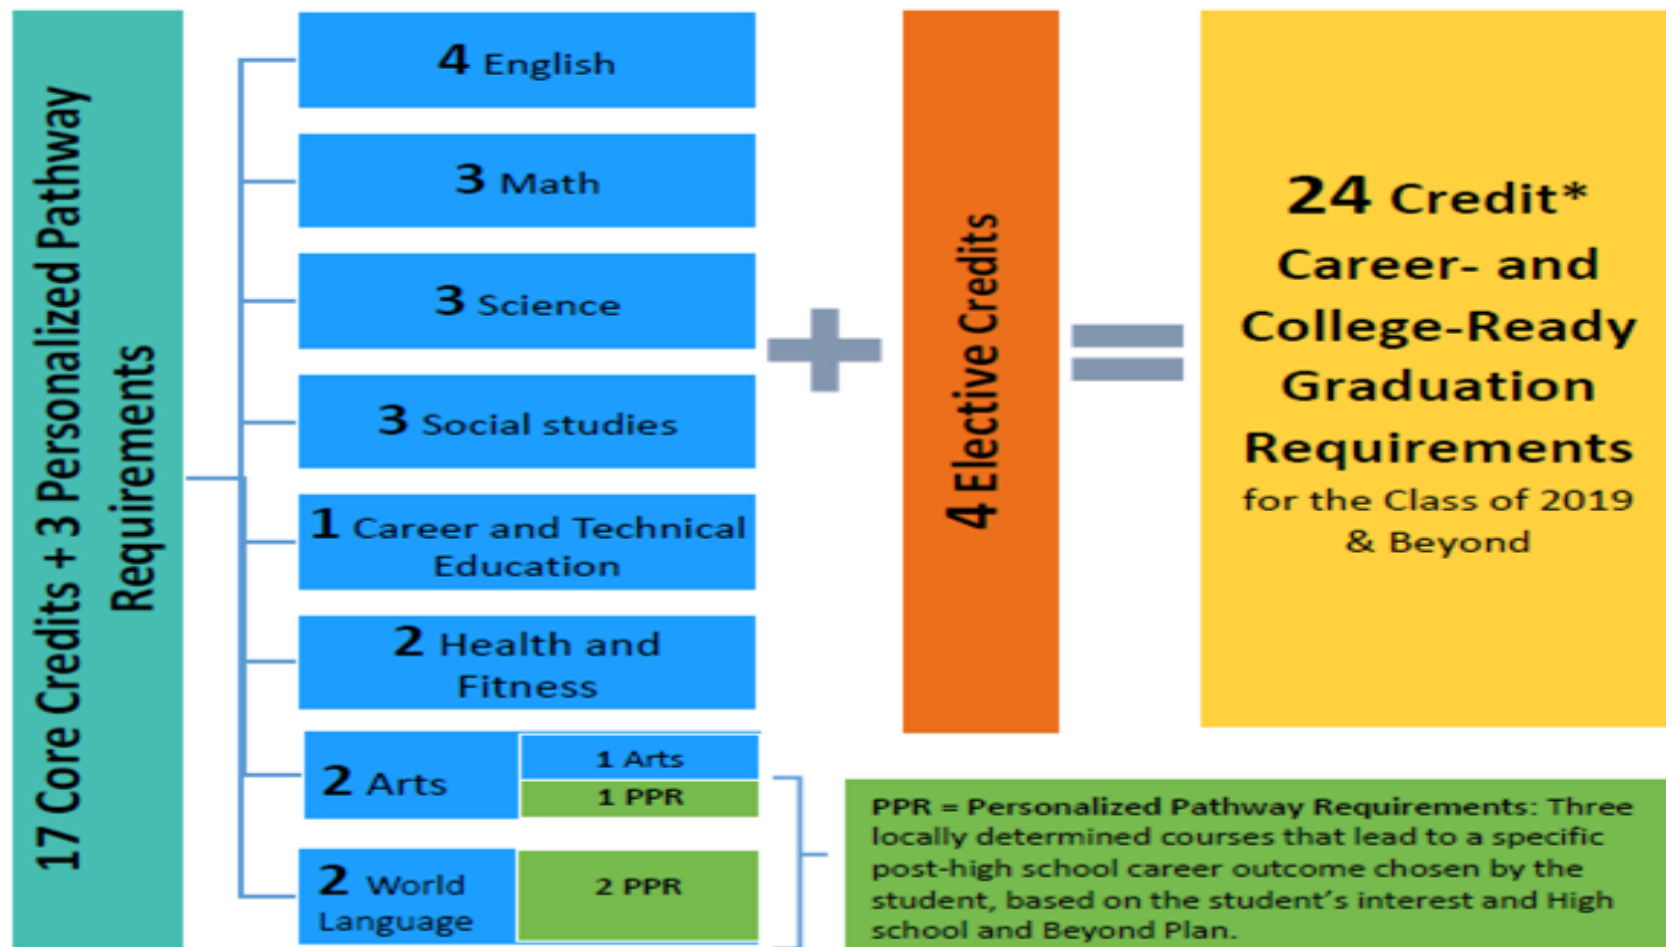 17 Core Credits + 3 Personalized Pathway
Requirements
4 English
3 Math
3 Science
3 Social studies
1 Career and Technical
Education
2 Health and
Fitness
2 Arts
1 Arts
1 PPR
2 World
Language
2 PPR
4 Elective Credits
24 Credit*
Career- and
College-Ready
Graduation
Requirements
for the Class of 2019
& Beyond
PPR = Personalized Pathway Requirements: Three
locally determined courses that lead to a specific
post-high school career outcome chosen by the
student, based on the student's interest and High
school and Beyond Plan.